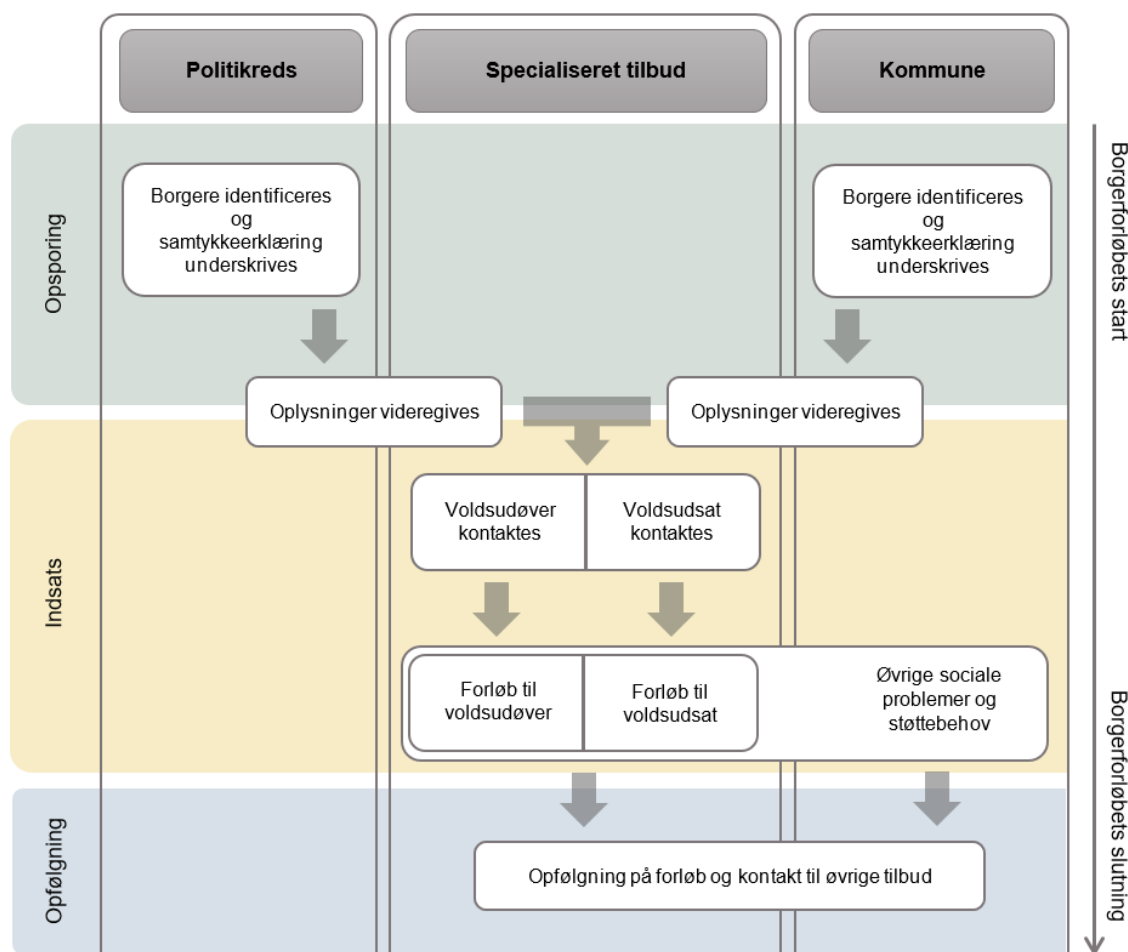 Politikreds
Specialiseret tilbud
Kommune
Opsporing
Borgere identificeres
og
samtykkeerklæring
underskrives
Borgere identificeres
og
samtykkeerklæring
underskrives
Borgerforløbets start
Oplysninger videregives
Oplysninger videregives
Indsats
Voldsudøver
kontaktes
Voldsudsat
kontaktes
Forløb til
voldsudøver
Forløb til
voldsudsat
Øvrige sociale
problemer og
støttebehov
Borgerforløbets slutning
Opfølgning
Opfølgning på forløb og kontakt til øvrige tilbud